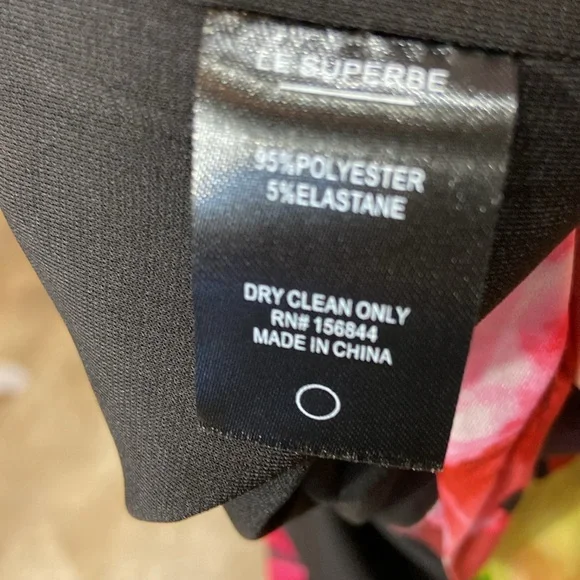 LE SUPERBE
95%POLYESTER
5%ELASTANE
DRY CLEAN ONLY
RN# 156844
MADE IN CHINA